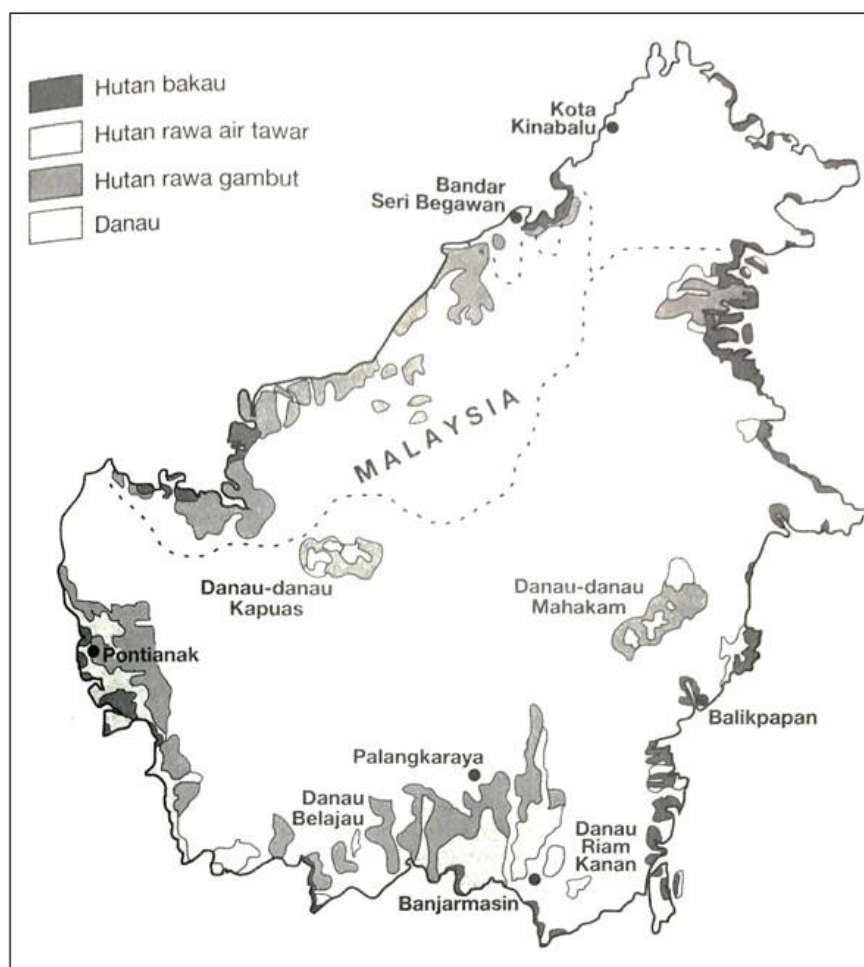 Hutan bakau
Hutan rawa air tawar
Hutan rawa gambut
Danau
Kota
Kinabalu
Bandar
Seri Begawan
MALAYSIA
Danau-danau
Kapuas
Danau-danau
Mahakam
Pontianak
Balikpapan
Palangkaraya
Danau
Belajau
Danau
Riam
Kanan
Banjarmasin